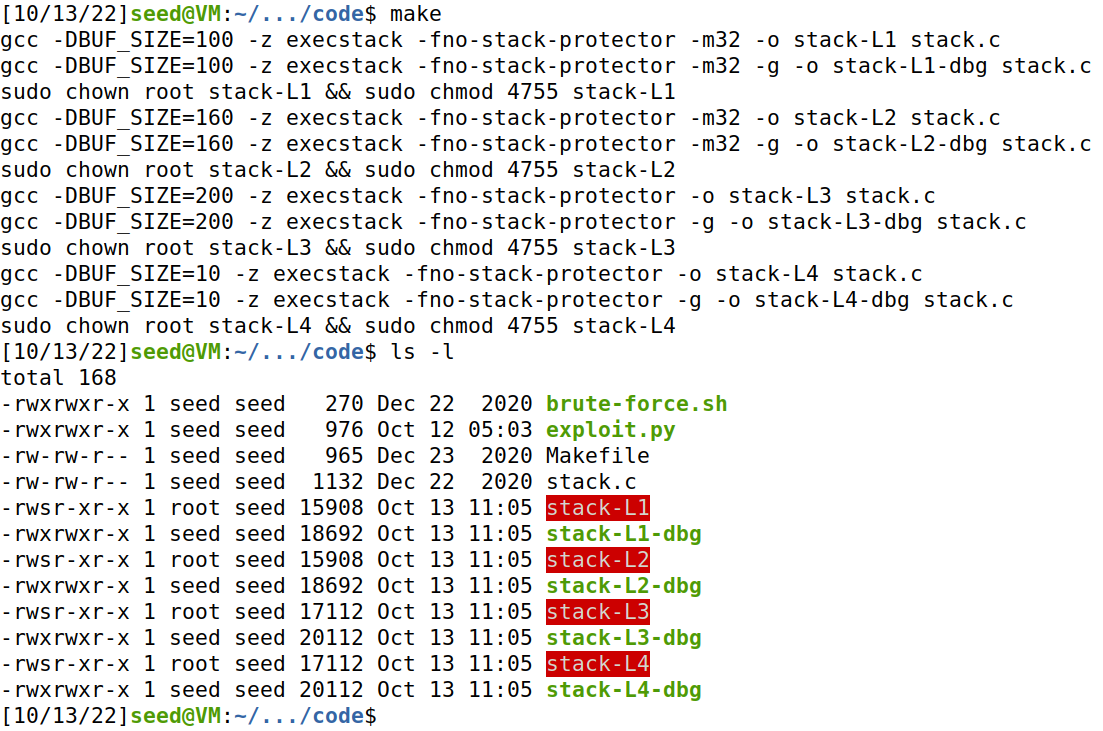 [10/13/22]seed@VM:~/.../code$ make
gcc -DBUF_SIZE=100 -z execstack -fno-stack-protector -m32 -o stack-L1 stack.c
gcc -DBUF_SIZE=100 -z execstack -fno-stack-protector -m32 -g -o stack-L1-dbg stack.c
sudo chown root stack-L1 && sudo chmod 4755 stack-L1
gcc -DBUF_SIZE=160 -z execstack -fno-stack-protector -m32 -o stack-L2 stack.c
gcc -DBUF_SIZE=160 -z execstack -fno-stack-protector -m32 -g -o stack-L2-dbg stack.c
sudo chown root stack-L2 && sudo chmod 4755 stack-L2
gcc -DBUF_SIZE=200 -z execstack -fno-stack-protector -o stack-L3 stack.c
gcc -DBUF_SIZE=200 -z execstack -fno-stack-protector -g -o stack-L3-dbg stack.c
sudo chown root stack-L3 && sudo chmod 4755 stack-L3
gcc -DBUF_SIZE=10 -z execstack -fno-stack-protector -o stack-L4 stack.c
gcc -DBUF_SIZE=10 -z execstack -fno-stack-protector -g -o stack-L4-dbg stack.c
sudo chown root stack-L4 && sudo chmod 4755 stack-L4
[10/13/22]seed@VM:~/.../code$ ls -l
total 168
-rwxrwxr-x 1 seed seed   270 Dec 22  2020 brute-force.sh
-rwxrwxr-x 1 seed seed   976 Oct 12 05:03 exploit.py
-rw-rw-r-- 1 seed seed   965 Dec 23  2020 Makefile
-rw-rw-r-- 1 seed seed  1132 Dec 22  2020 stack.c
-rwsr-xr-x 1 root seed 15908 Oct 13 11:05 stack-L1
-rwxrwxr-x 1 seed seed 18692 Oct 13 11:05 stack-L1-dbg
-rwsr-xr-x 1 root seed 15908 Oct 13 11:05 stack-L2
-rwxrwxr-x 1 seed seed 18692 Oct 13 11:05 stack-L2-dbg
-rwsr-xr-x 1 root seed 17112 Oct 13 11:05 stack-L3
-rwxrwxr-x 1 seed seed 20112 Oct 13 11:05 stack-L3-dbg
-rwsr-xr-x 1 root seed 17112 Oct 13 11:05 stack-L4
-rwxrwxr-x 1 seed seed 20112 Oct 13 11:05 stack-L4-dbg
[10/13/22]seed@VM:~/.../code$